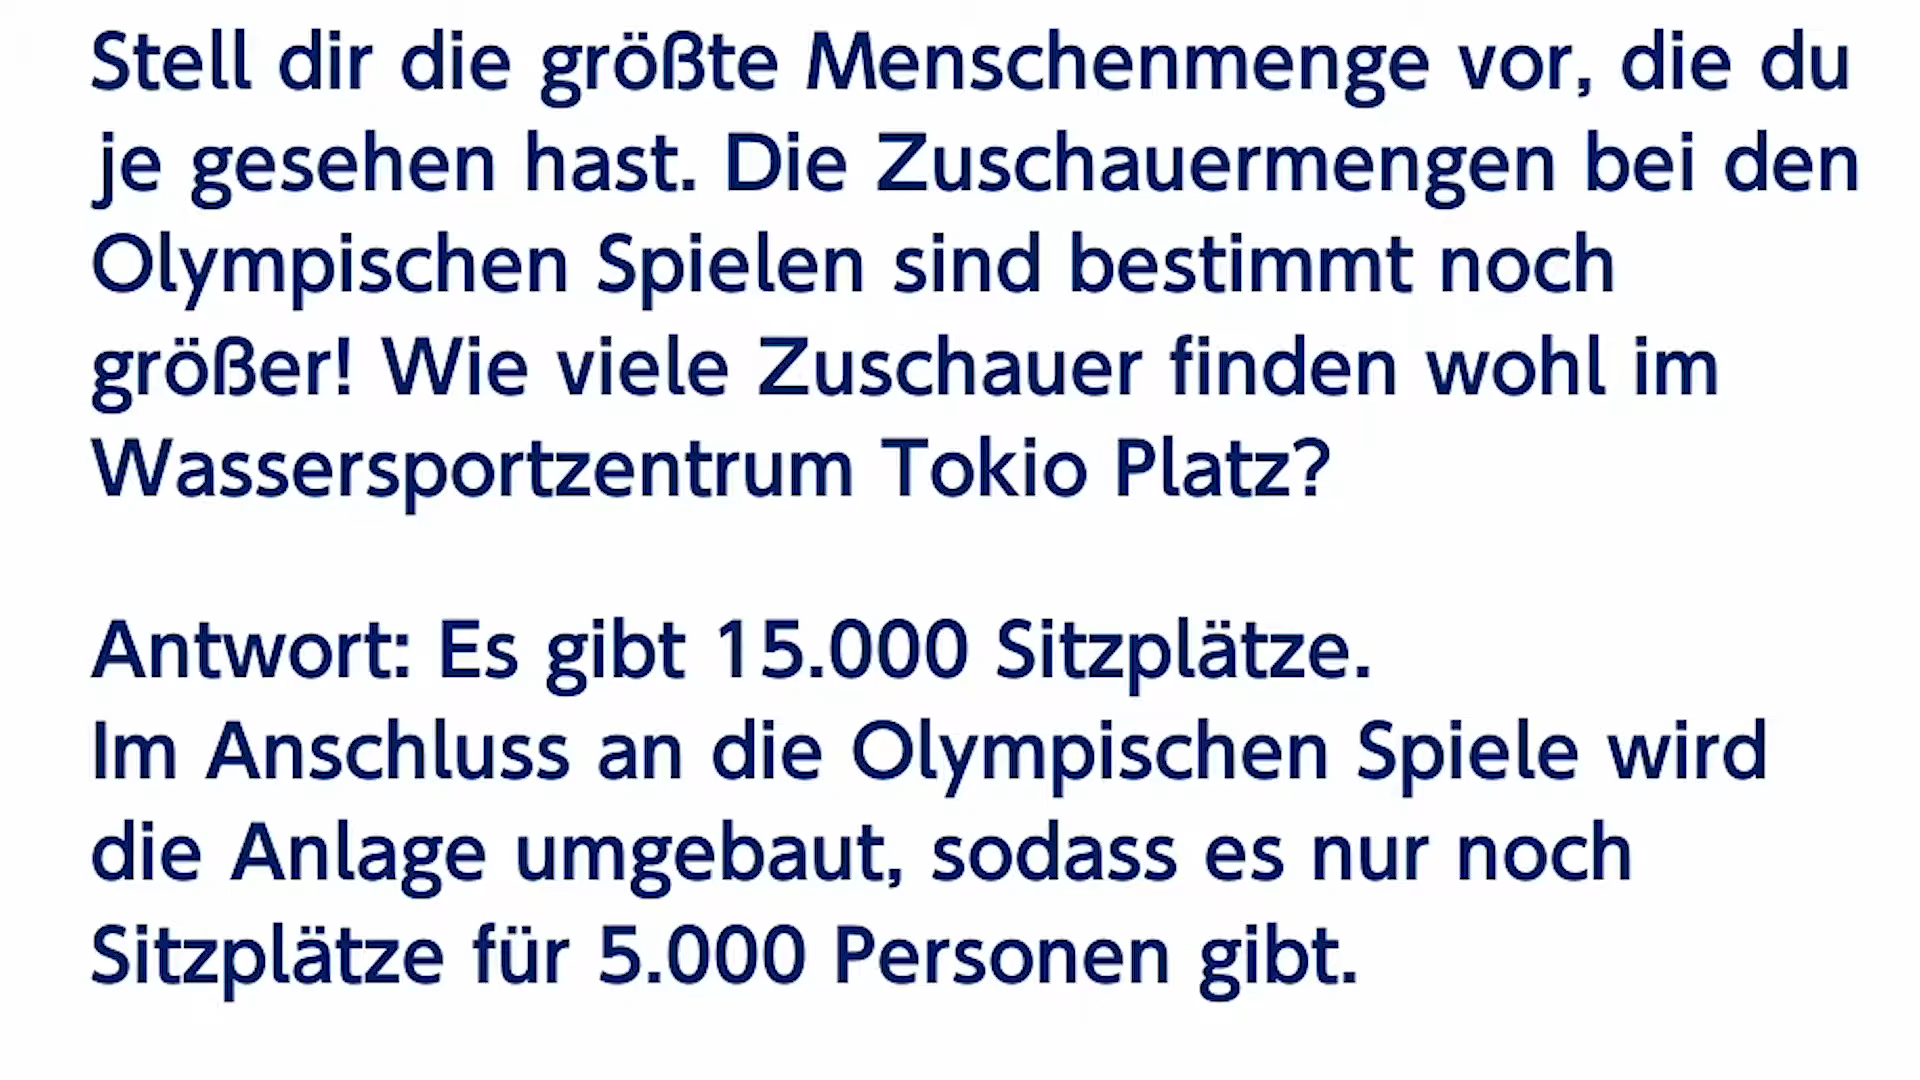 Stell dir die größte Menschenmenge vor, die du
je gesehen hast. Die Zuschauermengen bei den
Olympischen Spielen sind bestimmt noch
größer! Wie viele Zuschauer finden wohl im
Wassersportzentrum Tokio Platz?
Antwort: Es gibt 15.000 Sitzplätze.
Im Anschluss an die Olympischen Spiele wird
die Anlage umgebaut, sodass es nur noch
Sitzplätze für 5.000 Personen gibt.